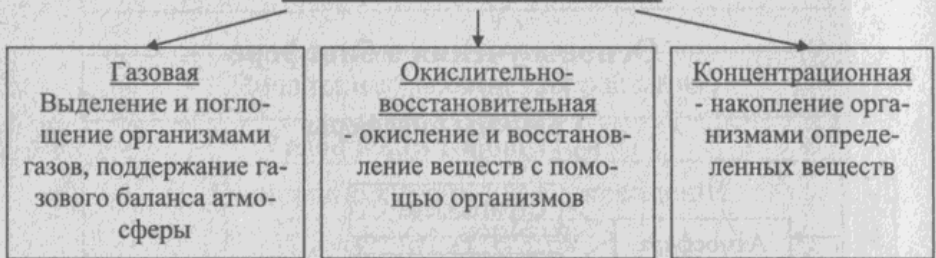 Газовая
Выделение и погло-
щение организмами
газов, поддержание га-
зового баланса атмо-
сферы
Окислительно-
восстановительная
- окисление и восстанов-
ление веществ с помо-
щью организмов
Концентрационная
- накопление орга-
низмами опреде-
ленных веществ